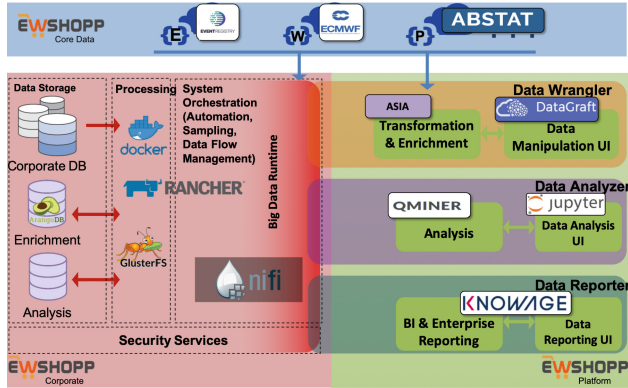 EWSHOPP
Core Data
{E}
EVENTREGISTRY
{W}
ECMWF
{P}
ABSTAT
Data Storage
Processing
System
Orchestration
(Automation,
Sampling,
Data Flow
Management)
Corporate DB
docker
RANCHER
ArangoDB
Enrichment
GlusterFS
Analysis
Big Data Runtime
nifi
Security Services
EWSHOPP
Corporate
Data Wrangler
ASIA
DataGraft
Transformation
& Enrichment
Data
Manipulation UI
Data Analyzer
QMINER
jupyter
Analysis
Data Analysis
UI
Data Reporter
KNOWAGE
BI & Enterprise
Reporting
Data
Reporting UI
EWSHOPP
Platform